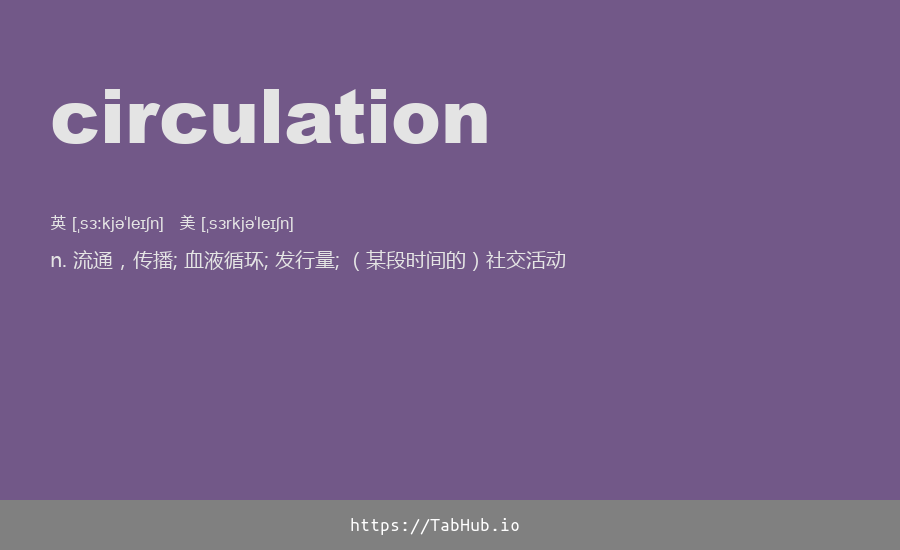 circulation
英 [ˌsɜːkjəˈleɪʃn] 美 [ˌsɜrkjəˈleɪʃn]
n. 流通，传播; 血液循环; 发行量; （某段时间的）社交活动
https://TabHub.io